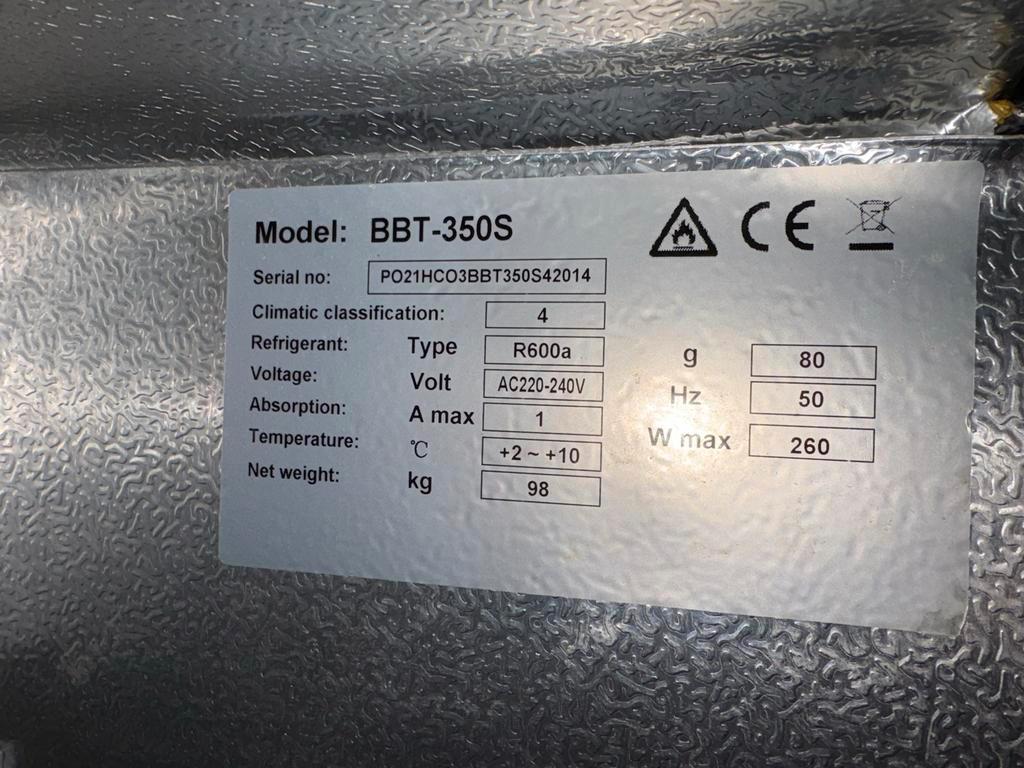 Model: BBT-350S
CE
Serial no: PO21HCO3BBT350S42014
Climatic classification: 4
Refrigerant: Type R600a g 80
Voltage: Volt AC220-240V Hz 50
Absorption: A max 1 W max 260
Temperature: ℃ +2 ~ +10
Net weight: kg 98